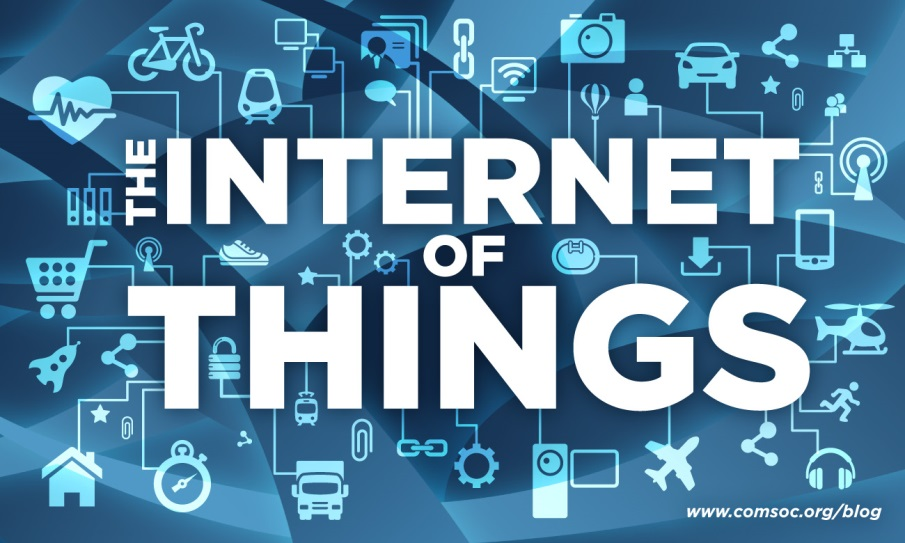 THE INTERNET
OF
THINGS
www.comsoc.org/blog